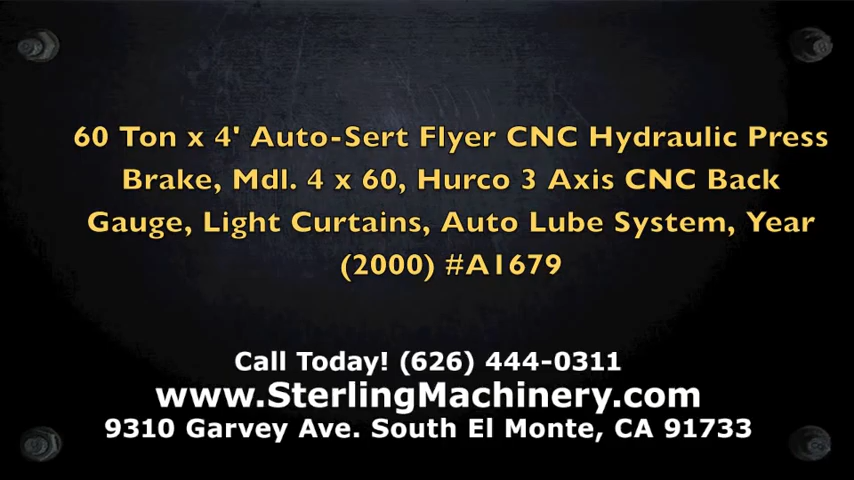 60 Ton x 4' Auto-Sert Flyer CNC Hydraulic Press
Brake, Mdl. 4 x 60, Hurco 3 Axis CNC Back
Gauge, Light Curtains, Auto Lube System, Year
(2000) #A1679
Call Today! (626) 444-0311
www.SterlingMachinery.com
9310 Garvey Ave. South El Monte, CA 91733